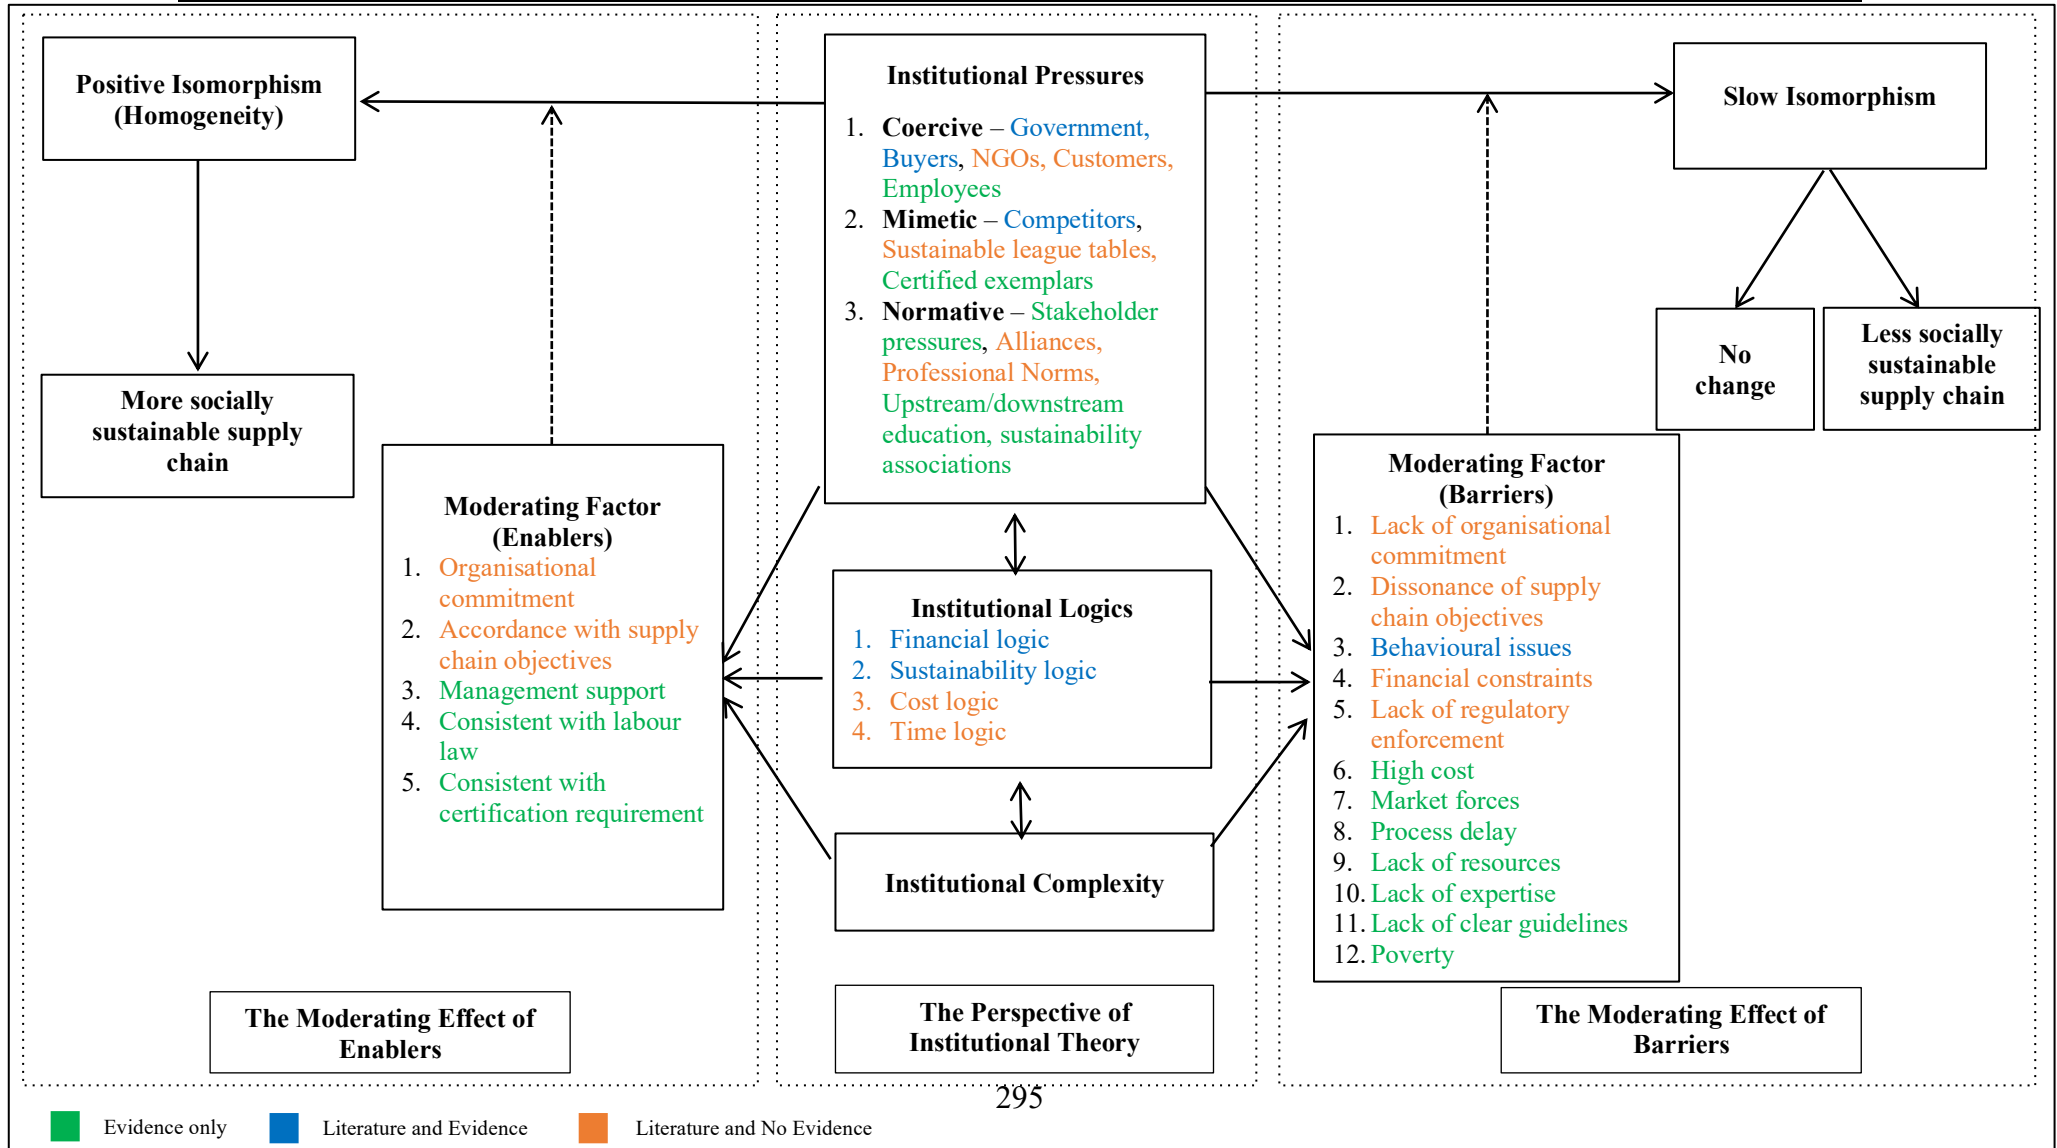 Positive Isomorphism
(Homogeneity)
More socially
sustainable supply
chain
Moderating Factor
(Enablers)
1. Organisational
commitment
2. Accordance with supply
chain objectives
3. Management support
4. Consistent with labour
law
5. Consistent with
certification requirement
The Moderating Effect of
Enablers
Institutional Pressures
1. Coercive – Government,
Buyers, NGOs, Customers,
Employees
2. Mimetic – Competitors,
Sustainable league tables,
Certified exemplars
3. Normative – Stakeholder
pressures, Alliances,
Professional Norms,
Upstream/downstream
education, sustainability
associations
Institutional Logics
1. Financial logic
2. Sustainability logic
3. Cost logic
4. Time logic
Institutional Complexity
The Perspective of
Institutional Theory
Slow Isomorphism
No
change
Less socially
sustainable
supply chain
Moderating Factor
(Barriers)
1. Lack of organisational
commitment
2. Dissonance of supply
chain objectives
3. Behavioural issues
4. Financial constraints
5. Lack of regulatory
enforcement
6. High cost
7. Market forces
8. Process delay
9. Lack of resources
10. Lack of expertise
11. Lack of clear guidelines
12. Poverty
The Moderating Effect of
Barriers
295
Evidence only
Literature and Evidence
Literature and No Evidence